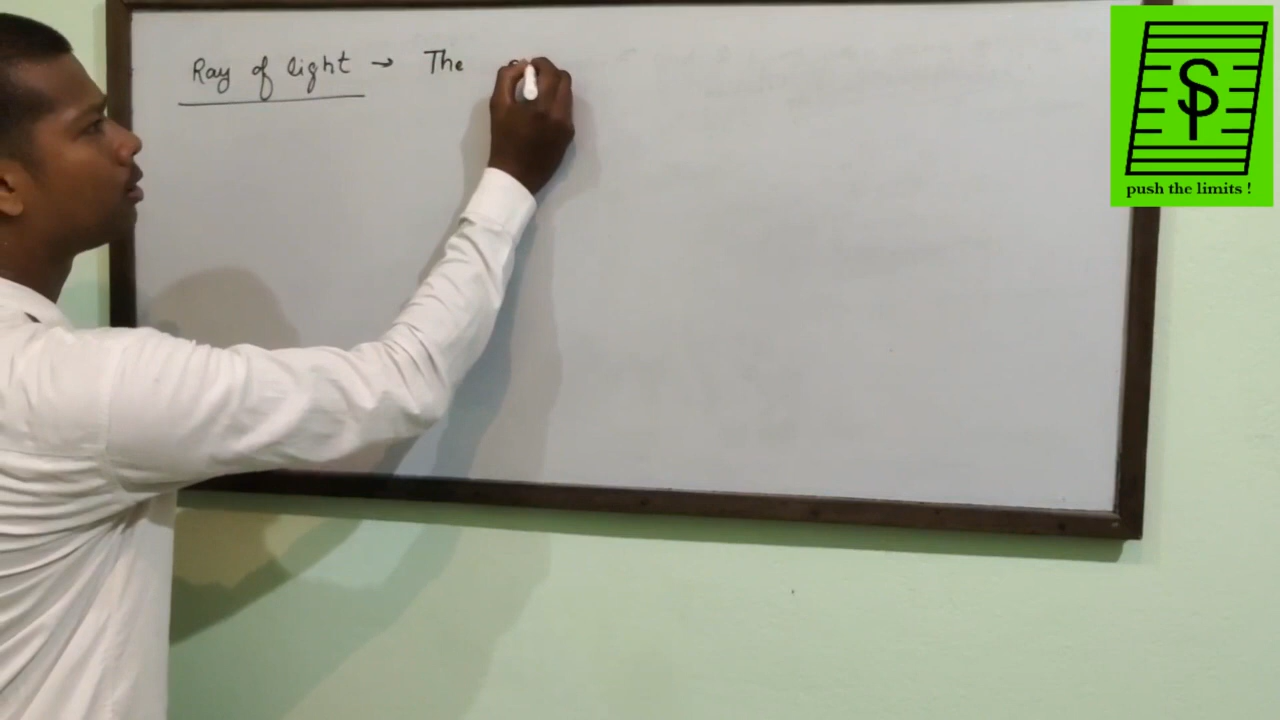 Ray of light → The
push the limits !